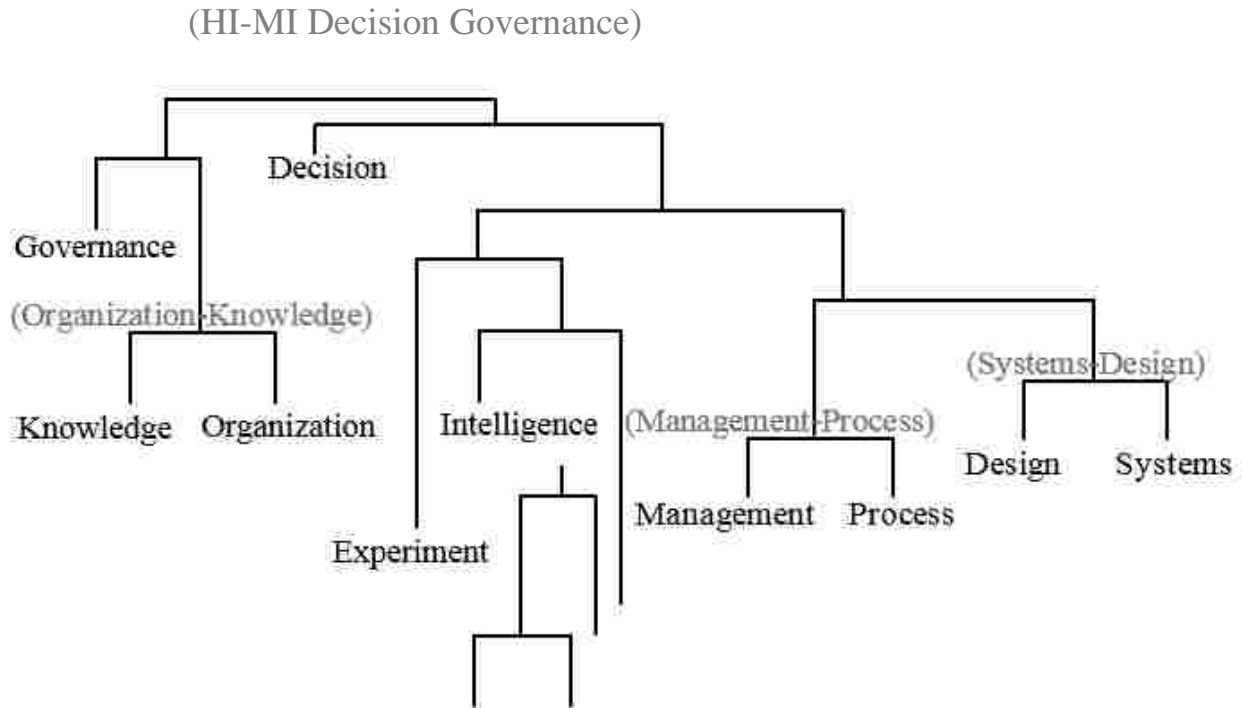 (HI-MI Decision Governance)
Decision
Governance
(Organization-Knowledge)
(Systems-Design)
Knowledge Organization Intelligence (Management-Process)
Design Systems
Management Process
Experiment